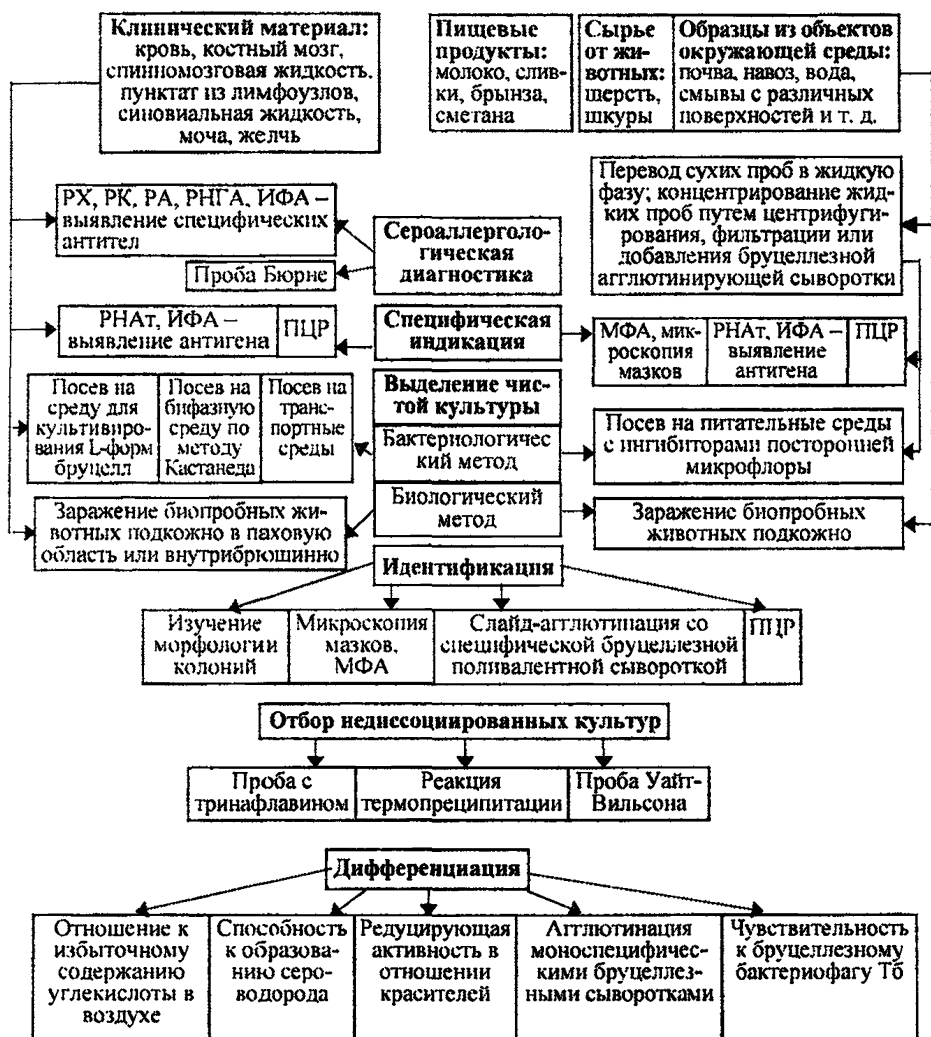 Клинический материал:
кровь, костный мозг,
спинномозговая жидкость,
пунктат из лимфоузлов,
синовиальная жидкость,
моча, желчь
Пищевые
продукты:
молоко, слив-
ки, брынза,
сметана
Сырье
от жи-
вотных:
шерсть,
шкуры
Образцы из объектов
окружающей среды:
почва, навоз, вода,
смывы с различных
поверхностей и т. д.
РХ, РК, РА, РНГА, ИФА –
выявление специфических
антител
Проба Бюрне
Сероаллерголо-
гическая
диагностика
Перевод сухих проб в жидкую
фазу; концентрирование жид-
ких проб путем центрифуги-
рования, фильтрации или
добавления бруцеллезной
агглютинирующей сыворотки
РНАт, ИФА –
выявление антигена
ПЦР
Специфическая
индикация
МФА, мик-
роскопия
мазков
РНАт, ИФА –
выявление
антигена
ПЦР
Посев на
среду для
культивиро-
вания L-форм
бруцелл
Посев на
бифазную
среду по
методу
Кастанеда
Посев на
тран-
спортные
среды
Выделение чис-
той культуры
Бактериологичес-
кий метод
Биологический
метод
Посев на питательные среды
с ингибиторами посторонней
микрофлоры
Заражение биопробных жи-
вотных подкожно в паховую
область или внутрибрюшинно
Заражение биопробных
животных подкожно
Идентификация
Изучение
морфологии
колоний
Микроскопия
мазков,
МФА
Слайд-агглютинация со
специфической бруцеллезной
поливалентной сывороткой
ПЦР
Отбор недиссоциированных культур
Проба с
тринафлавином
Реакция
термопреципитации
Проба Уайт-
Вильсона
Дифференциация
Отношение к
избыточному
содержанию
углекислоты в
воздухе
Способность
к образова-
нию серо-
водорода
Редуцирующая
активность в
отношении
красителей
Агглютинация
моноспецифичес-
кими бруцеллез-
ными сыворотками
Чувствительность
к бруцеллезному
бактериофагу Тб